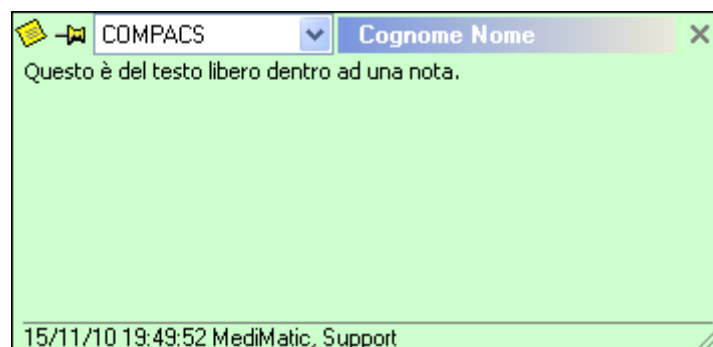 COMPACS Cognome Nome
Questo è del testo libero dentro ad una nota.
15/11/10 19:49:52 MediMatic, Support